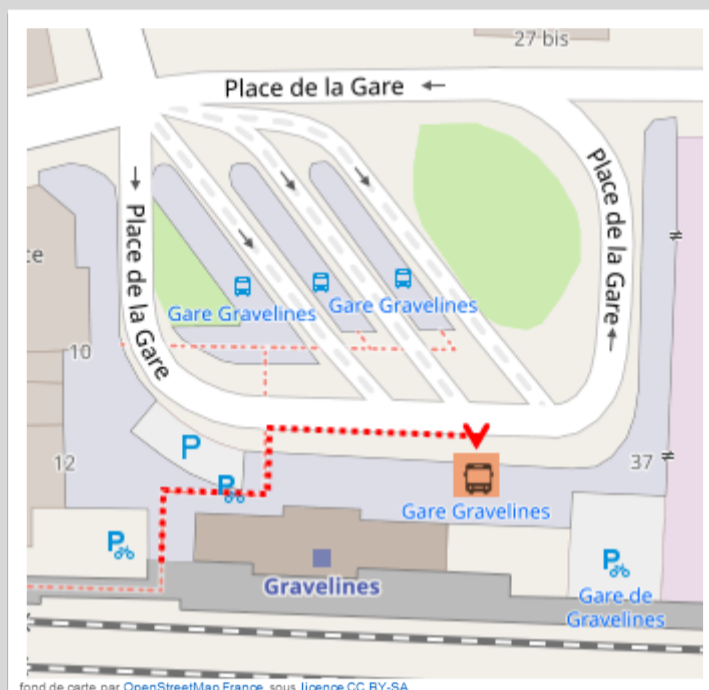 27 bis
Place de la Gare
Place de la Gare
Place de la Gare
ce
Gare Gravelines
Gare Gravelines
10
P
12
P
37
Gare Gravelines
P
P
Gravelines
Gare de
Gravelines
fond de carte par OpenStreetMap France, sous licence CC BY-SA